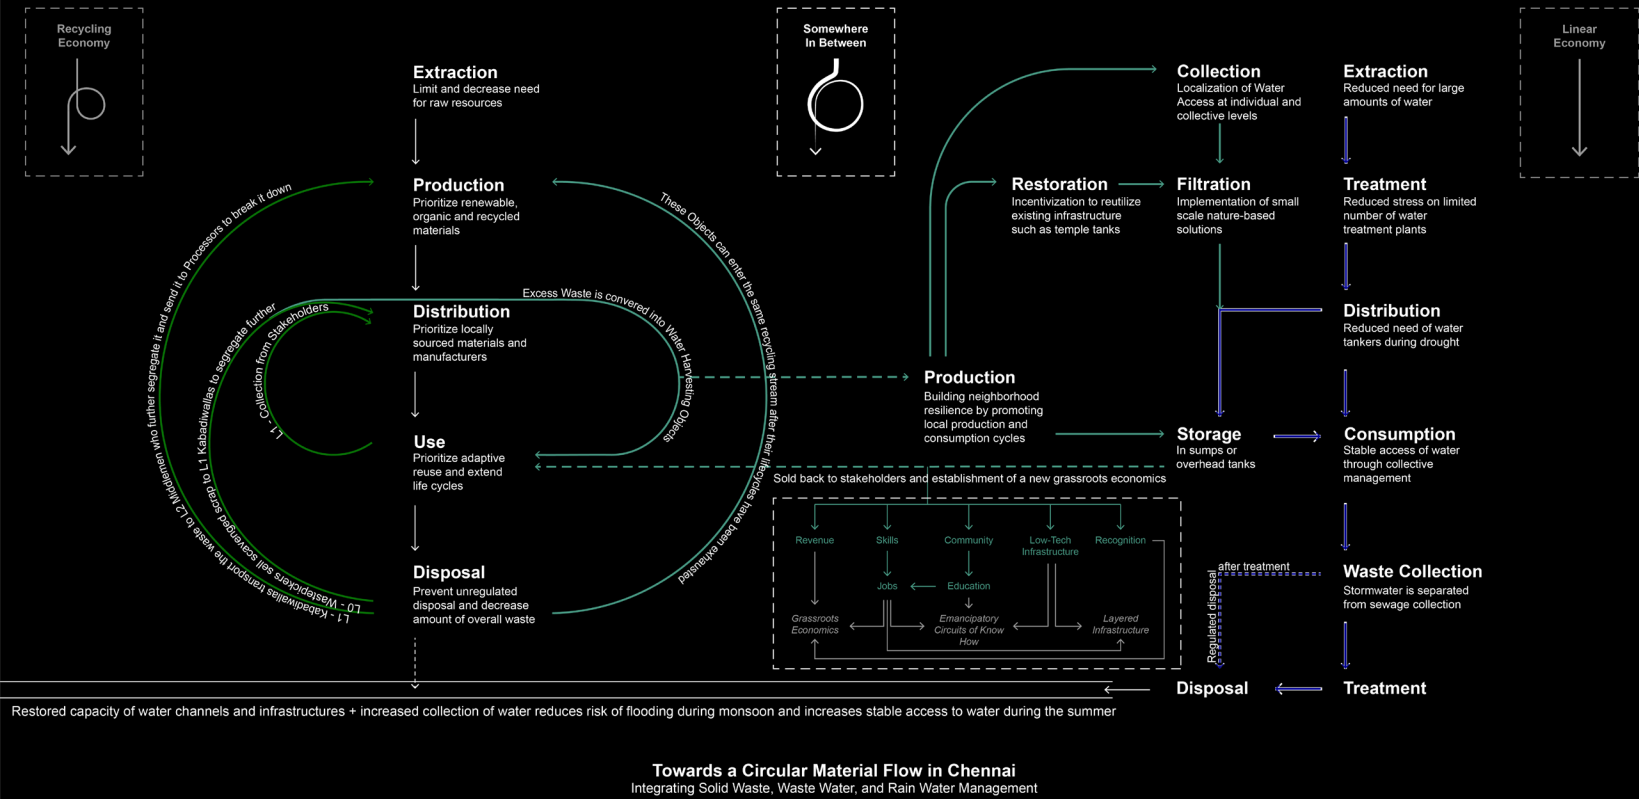 Recycling
Economy
Somewhere
In Between
Linear
Economy
Extraction
Limit and decrease need
for raw resources
Production
Prioritize renewable,
organic and recycled
materials
Distribution
Prioritize locally
sourced materials and
manufacturers
Use
Prioritize adaptive
reuse and extend
life cycles
Disposal
Prevent unregulated
disposal and decrease
amount of overall waste
L1 - Kabadiwallas transport the waste to L2 Middlemen who further segregate it and send it to Processors to break it down
L0 - Wastepickers sell scavenged scrap to L1 Kabadiwallas to segregate further
L1 - Collection from Stakeholders
Excess Waste is convered into Water Harvesting Objects
These Objects can enter the same recycling stream after their lifecycles have been exhausted
Production
Building neighborhood
resilience by promoting
local production and
consumption cycles
Restoration
Incentivization to reutilize
existing infrastructure
such as temple tanks
Collection
Localization of Water
Access at individual and
collective levels
Filtration
Implementation of small
scale nature-based
solutions
Storage
In sumps or
overhead tanks
Extraction
Reduced need for large
amounts of water
Treatment
Reduced stress on limited
number of water
treatment plants
Distribution
Reduced need of water
tankers during drought
Consumption
Stable access of water
through collective
management
Waste Collection
Stormwater is separated
from sewage collection
Treatment
after treatment
Regulated disposal
Disposal
Sold back to stakeholders and establishment of a new grassroots economics
Revenue
Skills
Community
Low-Tech
Infrastructure
Recognition
Jobs
Education
Grassroots
Economics
Emancipatory
Circuits of Know
How
Layered
Infrastructure
Restored capacity of water channels and infrastructures + increased collection of water reduces risk of flooding during monsoon and increases stable access to water during the summer
Towards a Circular Material Flow in Chennai
Integrating Solid Waste, Waste Water, and Rain Water Management